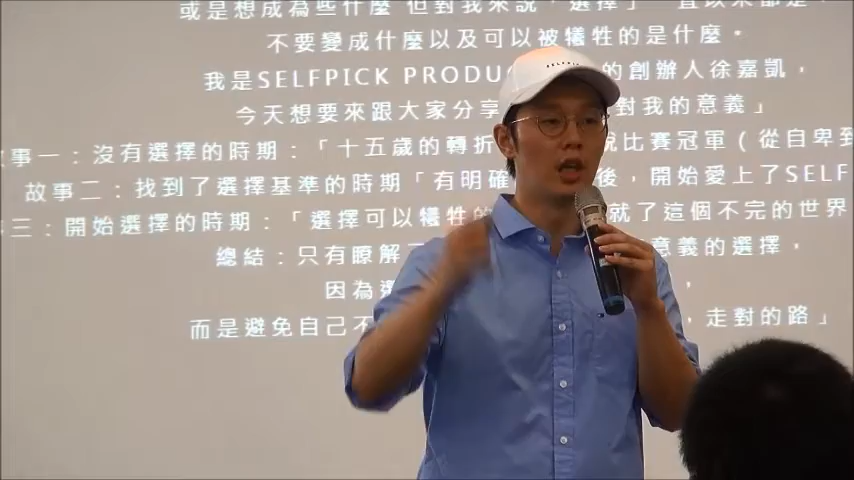 或是想成為些什麼，但對我來說，「選擇」
不要變成什麼以及可以被犧牲的是什麼。
我是SELFPICK PRODU 的創辦人徐嘉凱，
今天想要來跟大家分享 對我的意義」
故事一：沒有選擇的時期：「十五歲的轉折 說比賽的冠軍（從自卑到
故事二：找到了選擇基準的時期：「有明確 後，開始愛上了SELF
三：開始選擇的時期：「選擇可以犧牲的 就了這個不完美的世界
總結：只有瞭解 意義的選擇，
因為選
而是避免自己不 走對的路」
SELFPICK